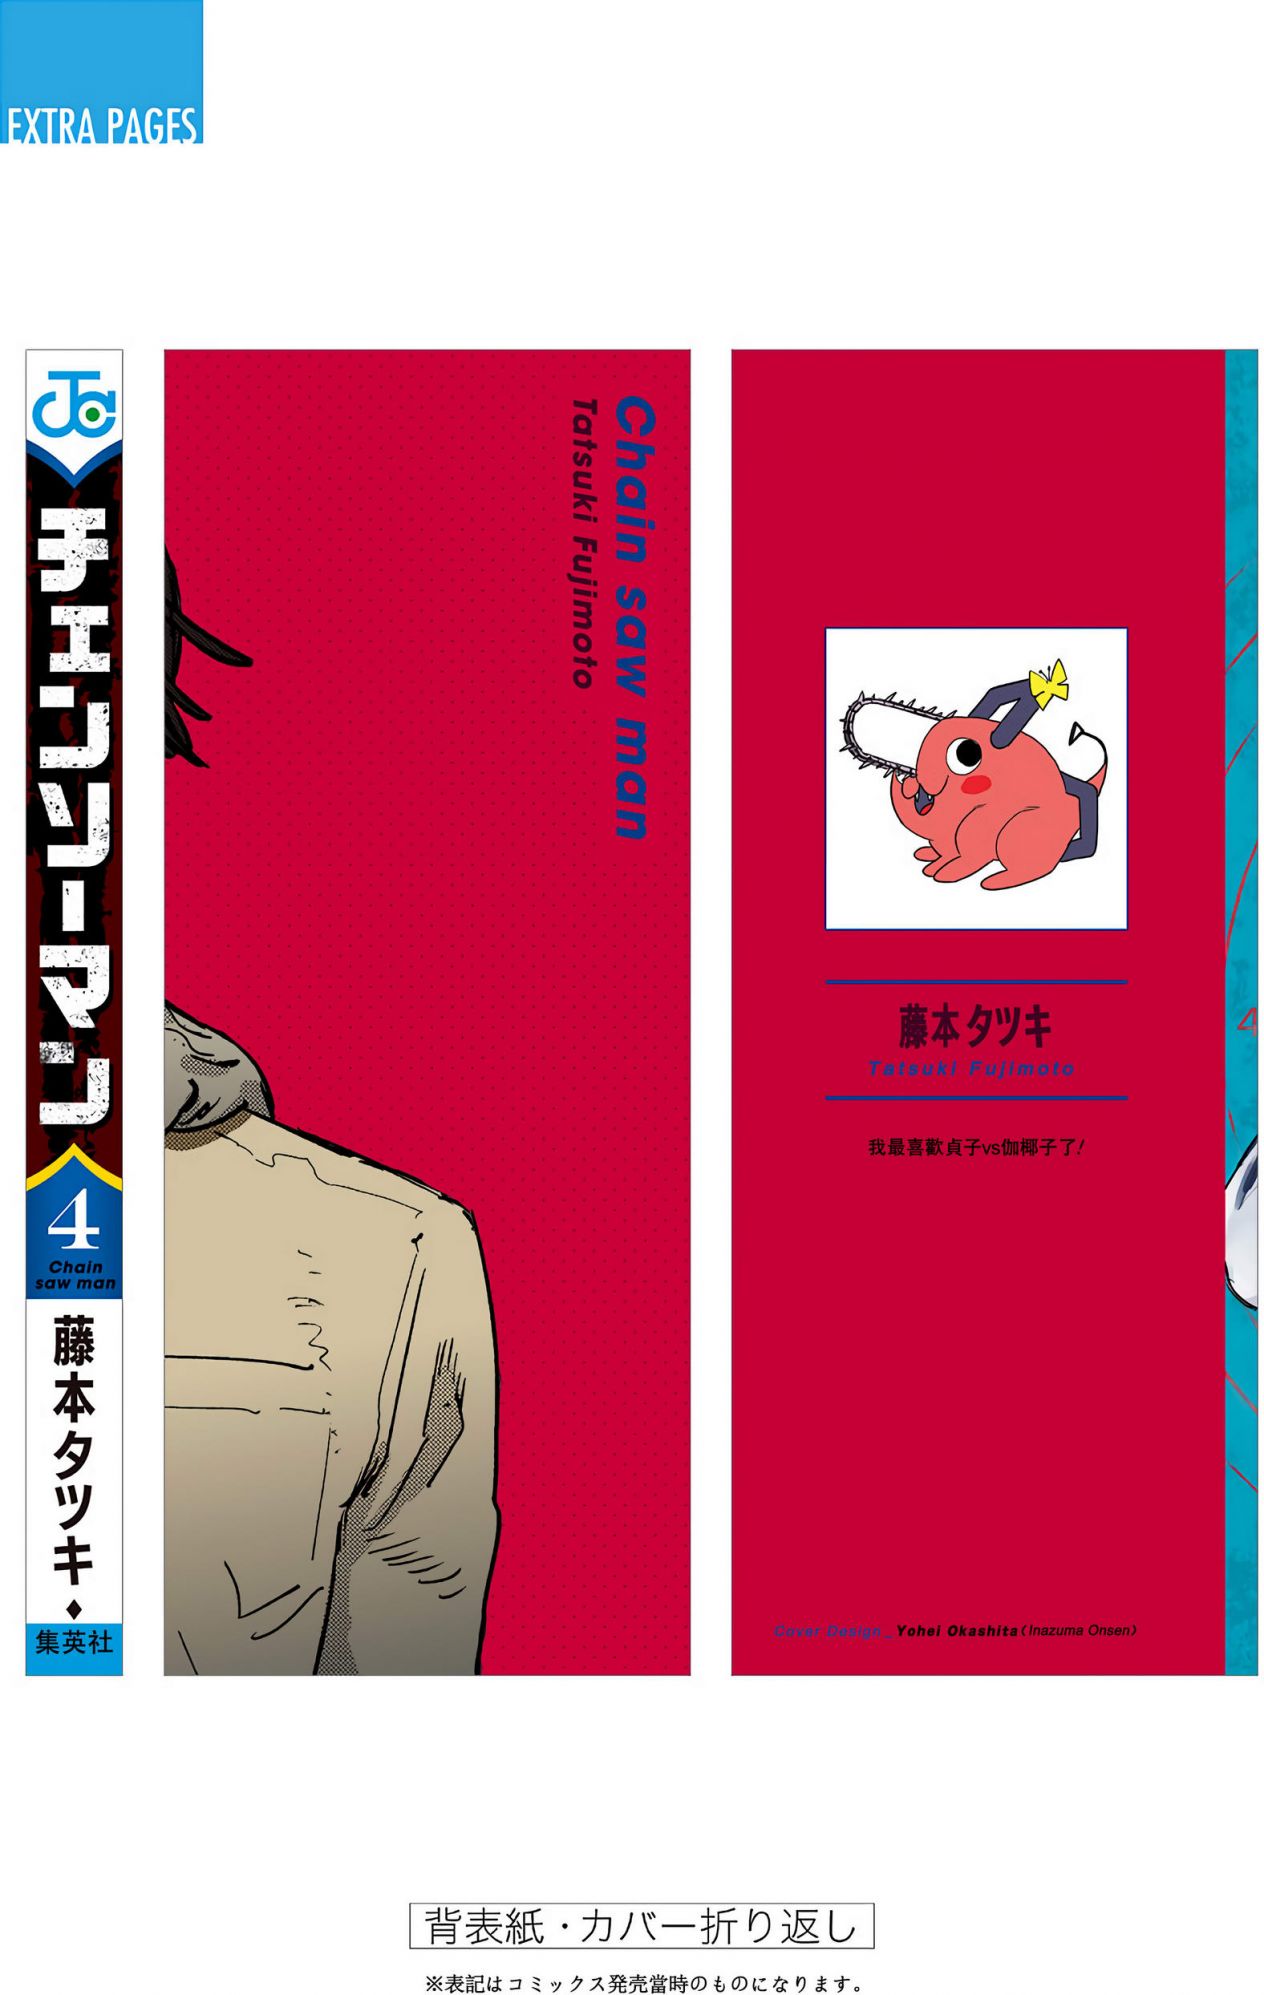 EXTRA PAGES
チェンソーマン
4
Chain
saw man
藤本タツキ
集英社
Chain saw man
Tatsuki Fujimoto
藤本タツキ
Tatsuki Fujimoto
我最喜歡貞子vs伽椰子了!
Cover Design_Yohei Okashita(Inazuma Onsen)
4
背表紙・カバー折り返し
※表記はコミックス発売當時のものになります。